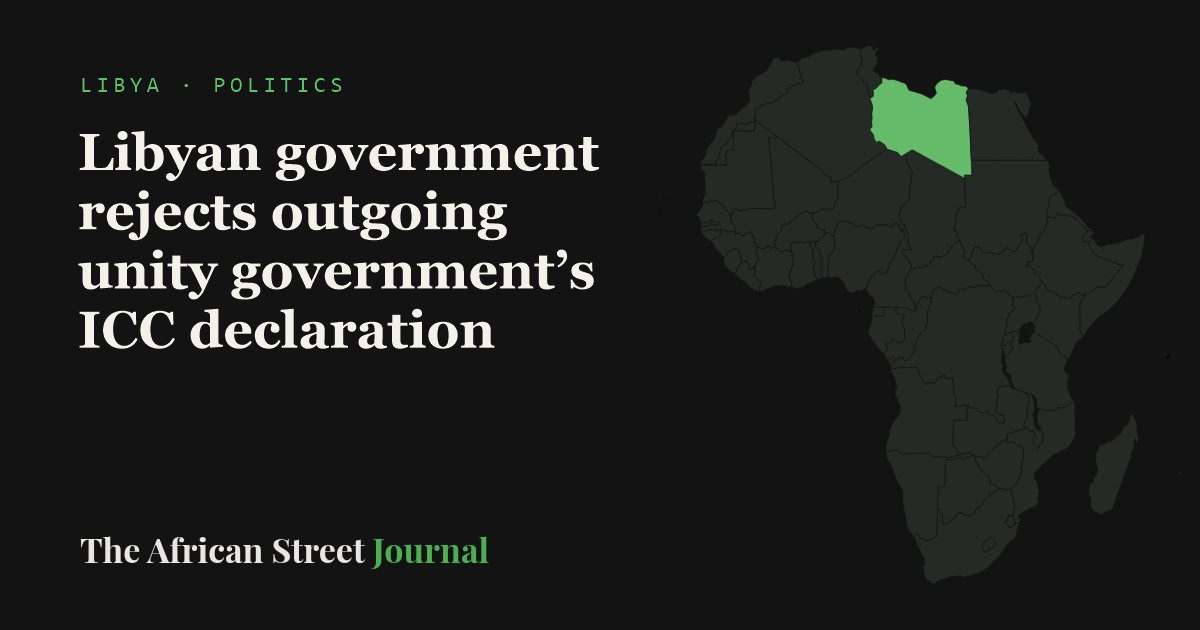 LIBYA · POLITICS
Libyan government
rejects outgoing
unity government’s
ICC declaration
The African Street Journal